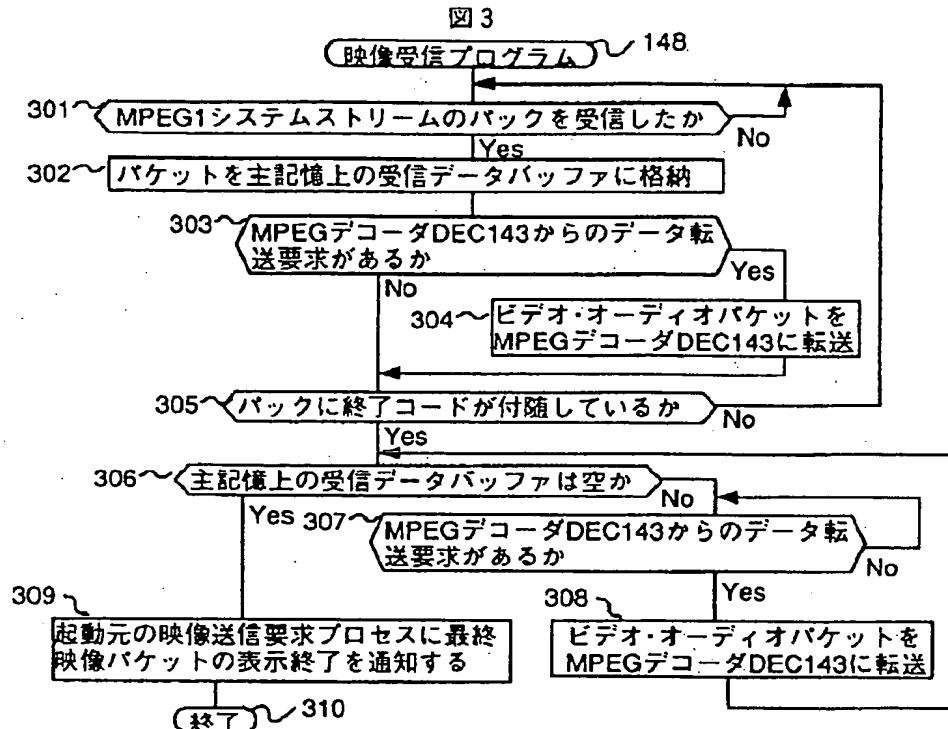 図3
映像受信プログラム
148
301
MPEG1システムストリームのパックを受信したか
No
Yes
302
パケットを主記憶上の受信データバッファに格納
303
MPEGデコーダDEC143からのデータ転
送要求があるか
Yes
No
304
ビデオ・オーディオパケットを
MPEGデコーダDEC143に転送
305
パックに終了コードが付随しているか
No
Yes
306
主記憶上の受信データバッファは空か
No
Yes
307
MPEGデコーダDEC143からのデータ転
送要求があるか
No
Yes
309
起動元の映像送信要求プロセスに最終
映像パケットの表示終了を通知する
308
ビデオ・オーディオパケットを
MPEGデコーダDEC143に転送
終了
310